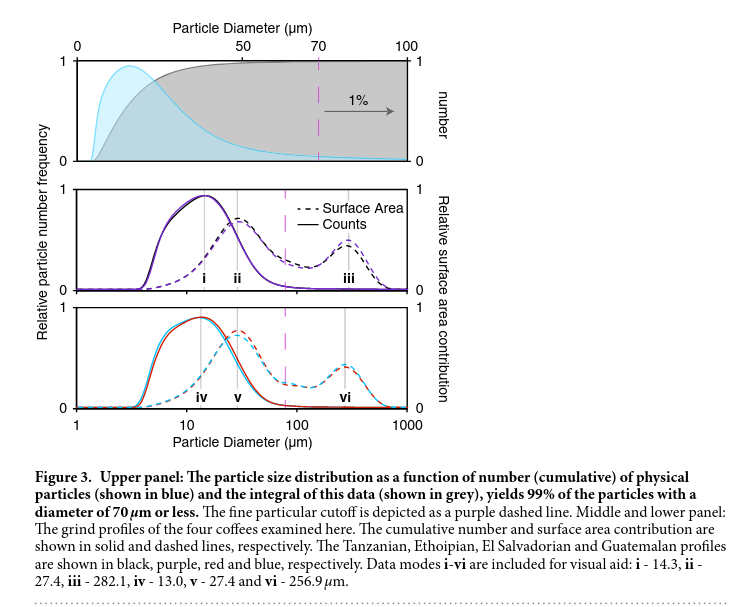 Particle Diameter (µm)
0 50 70 100
1 1
1%
0 0
number
Relative particle number frequency
1 1
Surface Area
Counts
i ii iii
0 0
Relative surface area contribution
1 1
iv v vi
0 0
1 10 100 1000
Particle Diameter (µm)
Figure 3. Upper panel: The particle size distribution as a function of number (cumulative) of physical
particles (shown in blue) and the integral of this data (shown in grey), yields 99% of the particles with a
diameter of 70 µm or less. The fine particular cutoff is depicted as a purple dashed line. Middle and lower panel:
The grind profiles of the four coffees examined here. The cumulative number and surface area contribution are
shown in solid and dashed lines, respectively. The Tanzanian, Ethoipian, El Salvadorian and Guatemalan profiles
are shown in black, purple, red and blue, respectively. Data modes i-vi are included for visual aid: i - 14.3, ii -
27.4, iii - 282.1, iv - 13.0, v - 27.4 and vi - 256.9 µm.